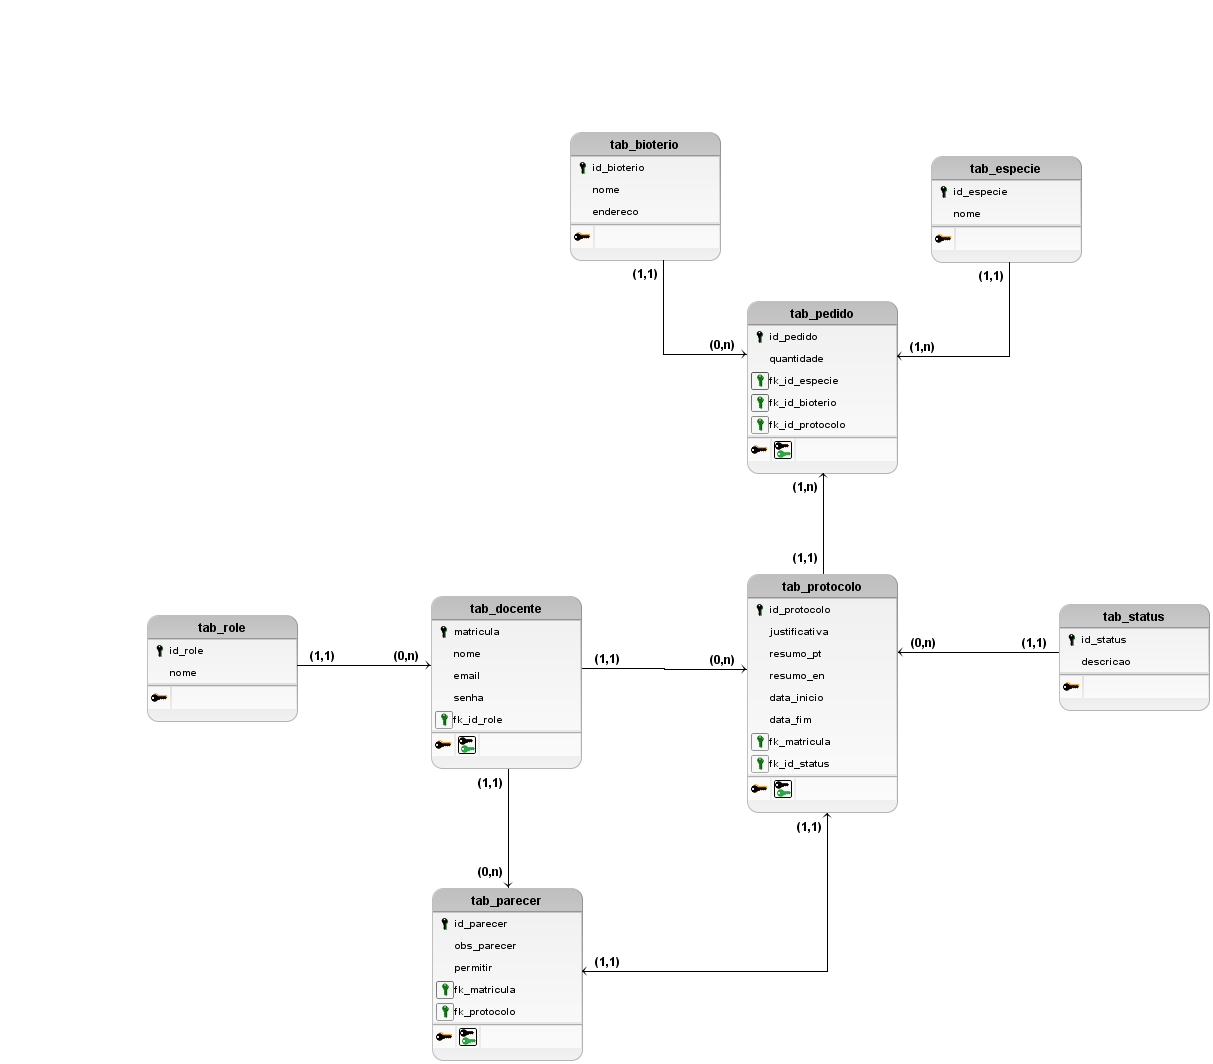 tab_bioterio
id_bioterio
nome
endereco
(1,1)
(0,n)
tab_especie
id_especie
nome
(1,1)
(1,n)
tab_pedido
id_pedido
quantidade
fk_id_especie
fk_id_bioterio
fk_id_protocolo
(1,n)
(1,1)
tab_role
id_role
nome
(1,1)
(0,n)
tab_docente
matricula
nome
email
senha
fk_id_role
(1,1)
(0,n)
(1,1)
(0,n)
tab_protocolo
id_protocolo
justificativa
resumo_pt
resumo_en
data_inicio
data_fim
fk_matricula
fk_id_status
(0,n)
(1,1)
tab_status
id_status
descricao
(1,1)
tab_parecer
id_parecer
obs_parecer
permitir
fk_matricula
fk_protocolo
(1,1)